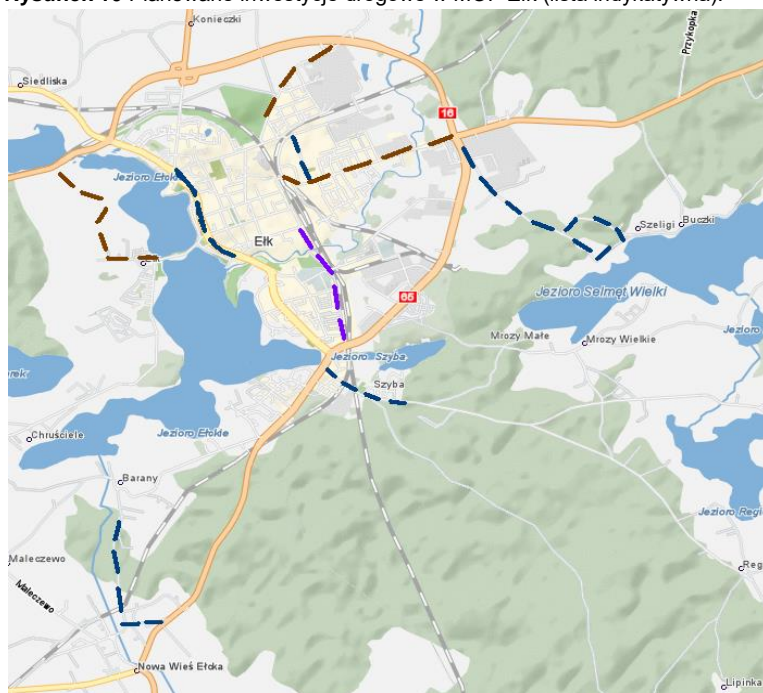 Konieczki
Przykopka
Siedliska
16
Jezioro Ełckie
Szeligi
Buczki
Ełk
Jezioro Selmęt Wielki
65
Mrozy Małe
Mrozy Wielkie
Jezioro Szyba
Szyba
Chruściele
Jezioro Ełckie
Barany
Maleczewo
Maleczewo
Nowa Wieś Ełcka
Lipinka